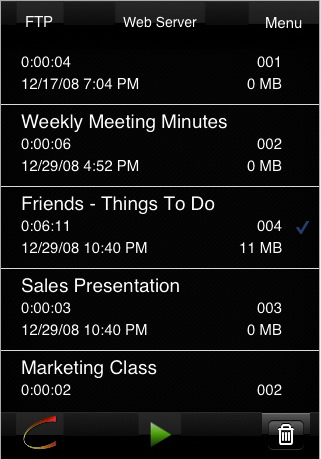 FTP Web Server Menu
0:00:04 001
12/17/08 7:04 PM 0 MB
Weekly Meeting Minutes
0:00:06 002
12/29/08 4:52 PM 0 MB
Friends - Things To Do
0:06:11 004
12/29/08 10:40 PM 11 MB
Sales Presentation
0:00:03 003
12/29/08 10:40 PM 0 MB
Marketing Class
0:00:02 002